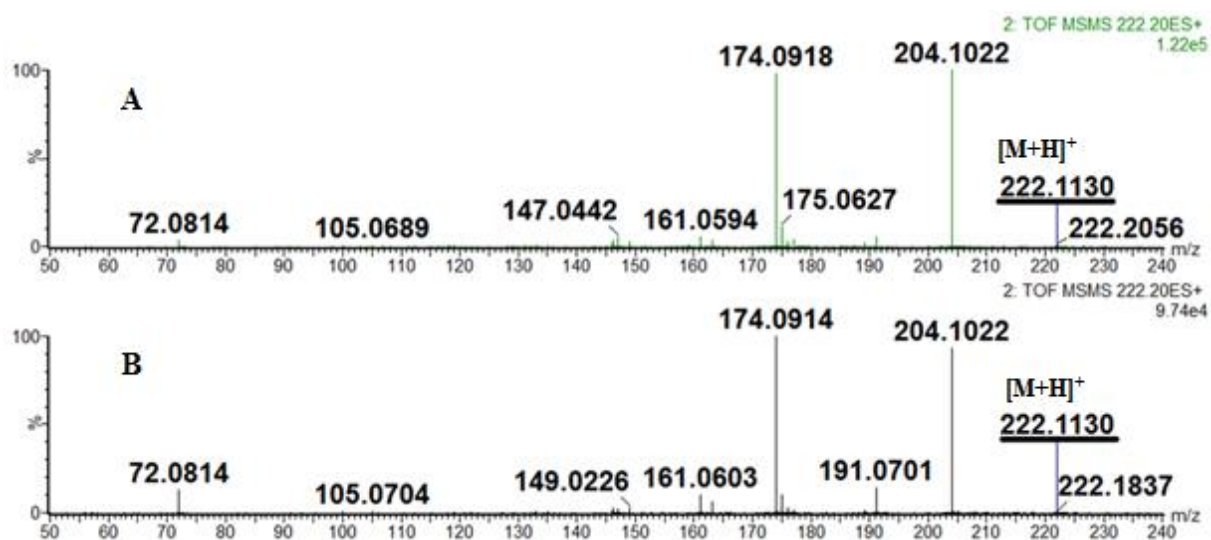 2: TOF MSMS 222.20ES+
1.22e5
174.0918 204.1022
100
A
[M+H]+
222.1130
%
147.0442 161.0594 175.0627
72.0814 105.0689 222.2056
0
50 60 70 80 90 100 110 120 130 140 150 160 170 180 190 200 210 220 230 240 m/z
2: TOF MSMS 222.20ES+
9.74e4
174.0914 204.1022
100
B
[M+H]+
222.1130
%
72.0814 105.0704 149.0226 161.0603 191.0701 222.1837
0
50 60 70 80 90 100 110 120 130 140 150 160 170 180 190 200 210 220 230 240 m/z